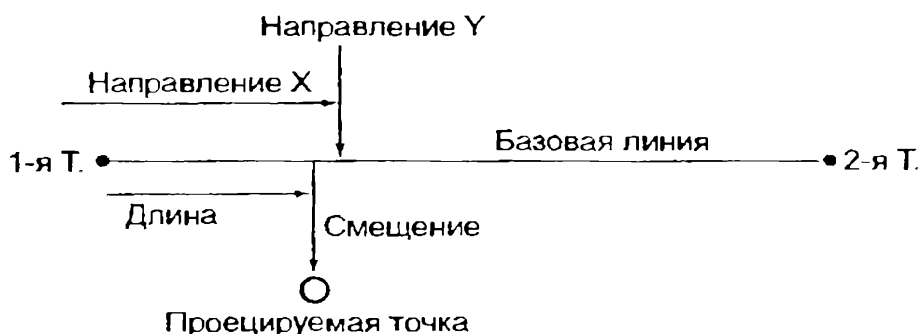 Направление Y
Направление X
Базовая линия
1-я Т.
2-я Т.
Длина
Смещение
Проецируемая точка